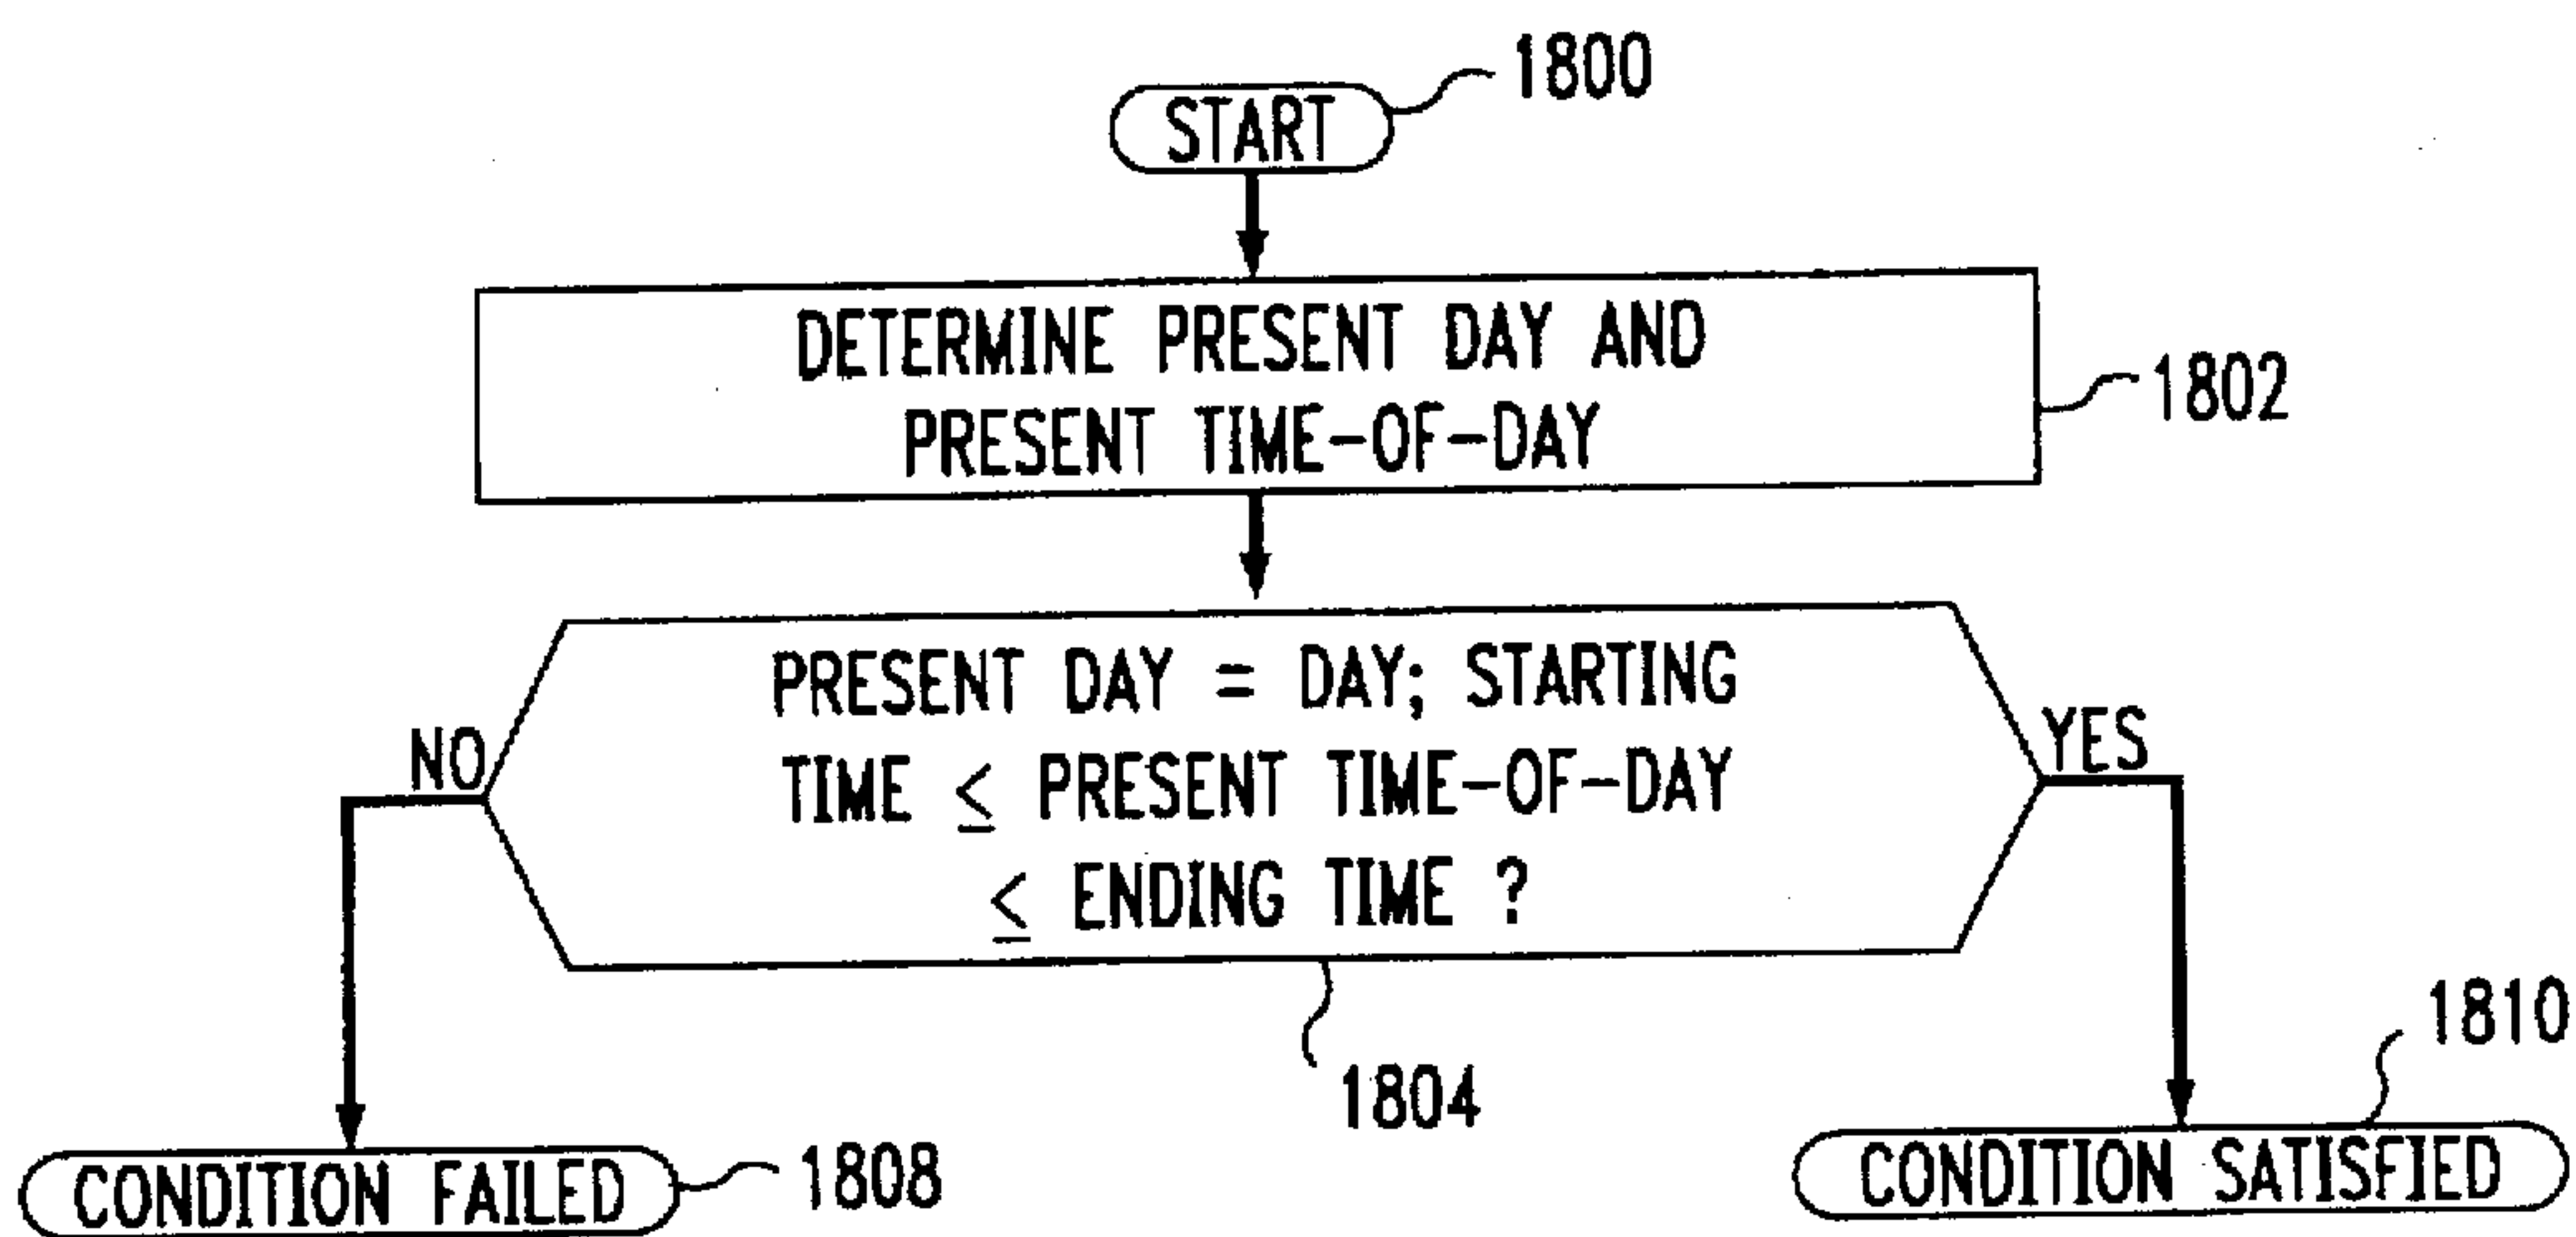 1800
START
DETERMINE PRESENT DAY AND
PRESENT TIME-OF-DAY
1802
PRESENT DAY = DAY; STARTING
TIME ≤ PRESENT TIME-OF-DAY
≤ ENDING TIME ?
NO
YES
1804
1810
CONDITION FAILED
1808
CONDITION SATISFIED